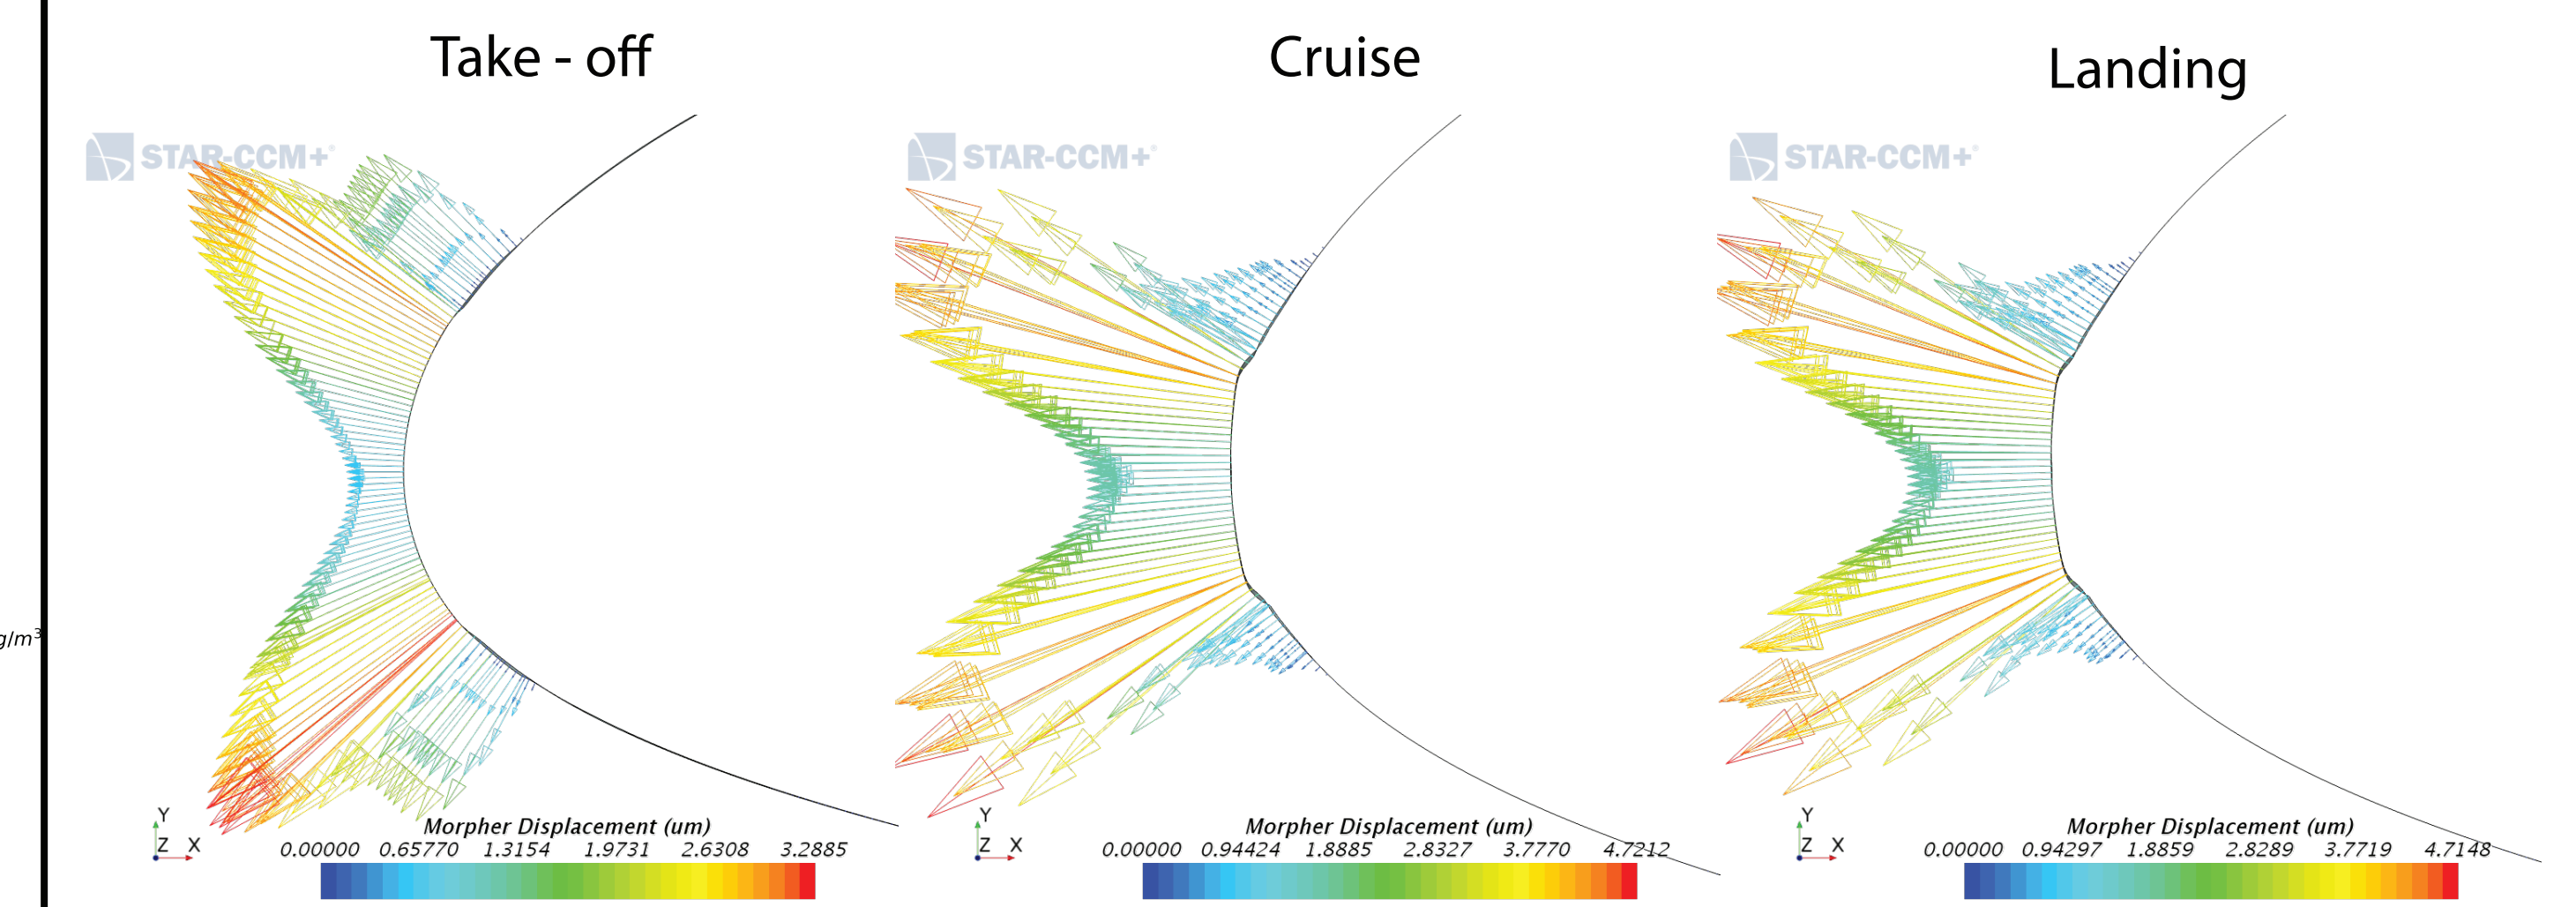 Take - off
Cruise
Landing
STAR-CCM+®
STAR-CCM+®
STAR-CCM+®
g/m³
Y
Z X
Morpher Displacement (um)
0.00000 0.65770 1.3154 1.9731 2.6308 3.2885
Y
Z X
Morpher Displacement (um)
0.00000 0.94424 1.8885 2.8327 3.7770 4.7212
Y
Z X
Morpher Displacement (um)
0.00000 0.94297 1.8859 2.8289 3.7719 4.7148